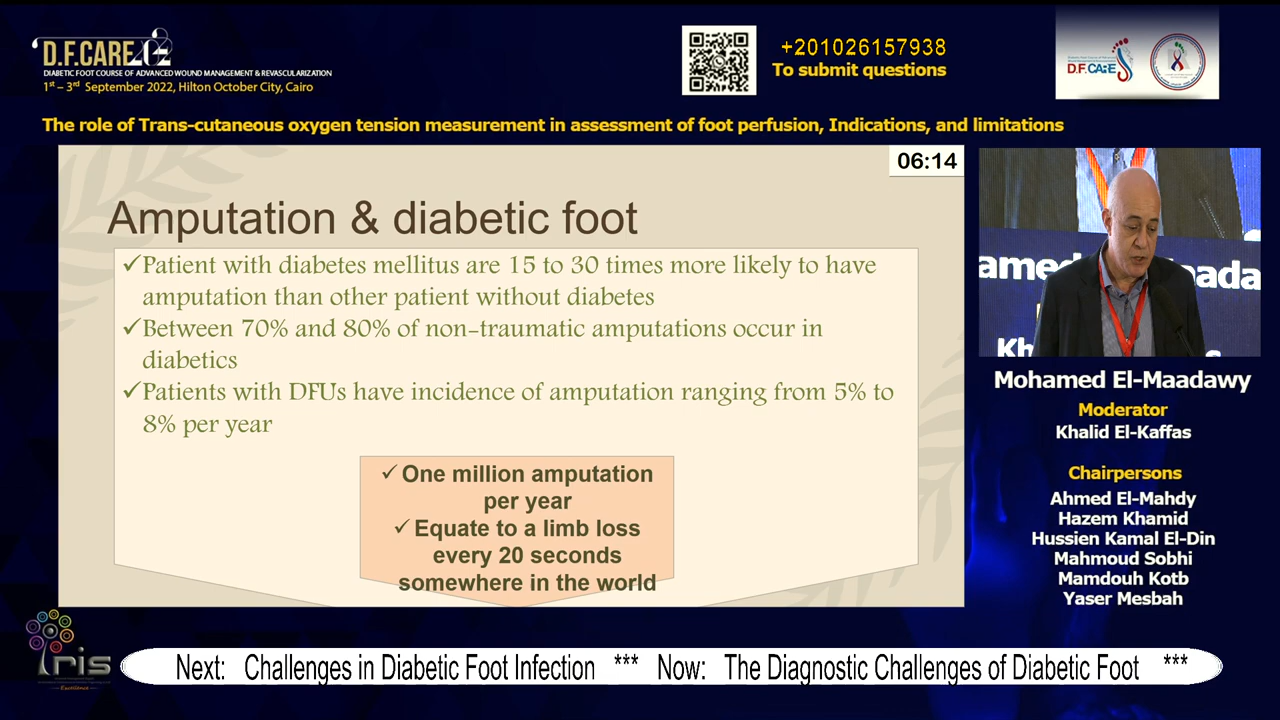 D.F.CARE
DIABETIC FOOT COURSE OF ADVANCED WOUND MANAGEMENT & REVASCULARIZATION
1st – 3rd September 2022, Hilton October City, Cairo
+201026157938
To submit questions
D.F.CARE
The role of Trans-cutaneous oxygen tension measurement in assessment of foot perfusion, Indications, and limitations
06:14
Amputation & diabetic foot
✓Patient with diabetes mellitus are 15 to 30 times more likely to have
amputation than other patient without diabetes
✓Between 70% and 80% of non-traumatic amputations occur in
diabetics
✓Patients with DFUs have incidence of amputation ranging from 5% to
8% per year
✓One million amputation
per year
✓Equate to a limb loss
every 20 seconds
somewhere in the world
Mohamed El-Maadawy
Moderator
Khalid El-Kaffas
Chairpersons
Ahmed El-Mahdy
Hazem Khamid
Hussien Kamal El-Din
Mahmoud Sobhi
Mamdouh Kotb
Yaser Mesbah
Iris
Excellence
Next: Challenges in Diabetic Foot Infection *** Now: The Diagnostic Challenges of Diabetic Foot ***